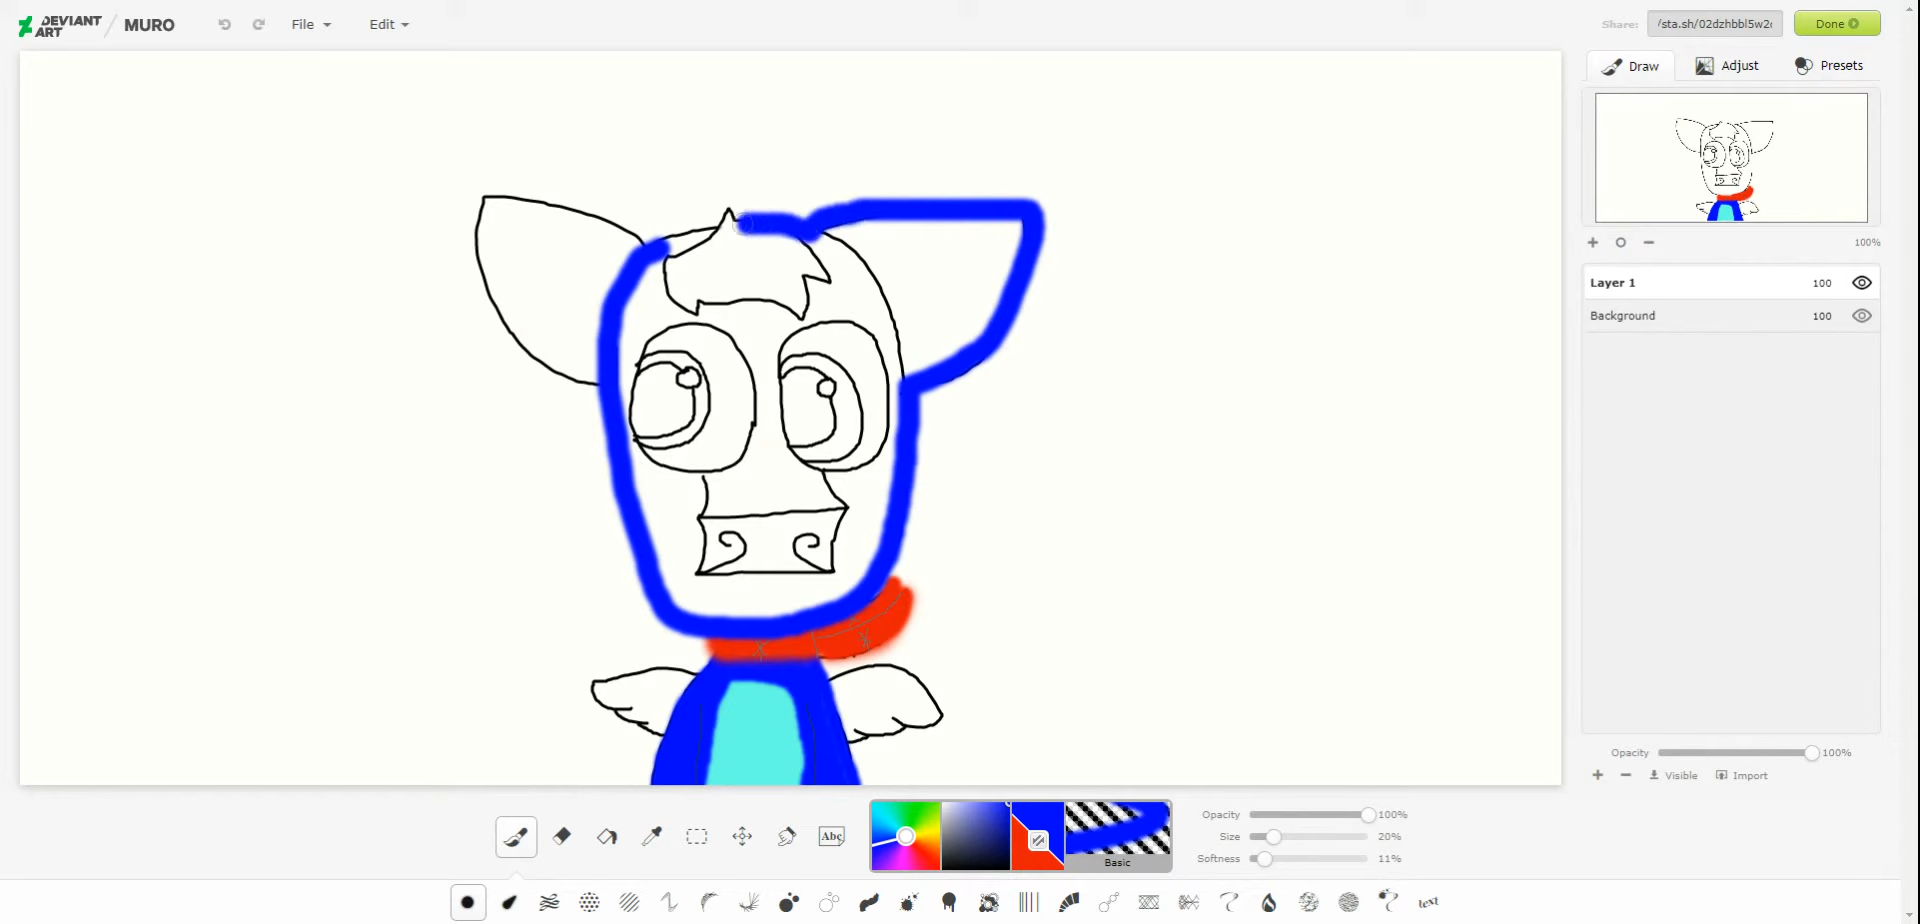 DEVIANT ART / MURO File Edit Share: /sta.sh/02dzhbbl5w2 Done
Draw Adjust Presets
100%
Layer 1 100
Background 100
Opacity 100%
Visible Import
Abc
Basic
Opacity 100%
Size 20%
Softness 11%
text